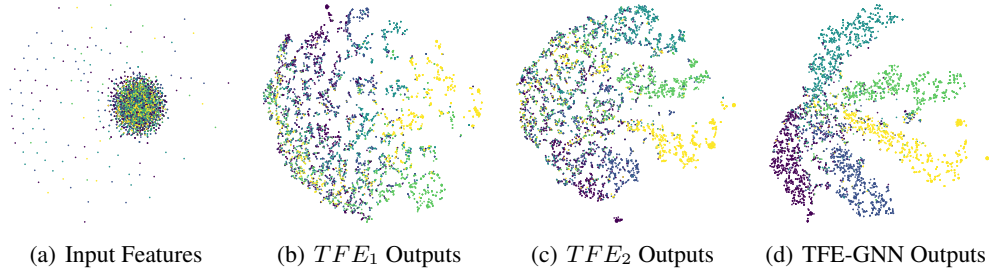 (a) Input Features
(b) TFE₁ Outputs
(c) TFE₂ Outputs
(d) TFE-GNN Outputs